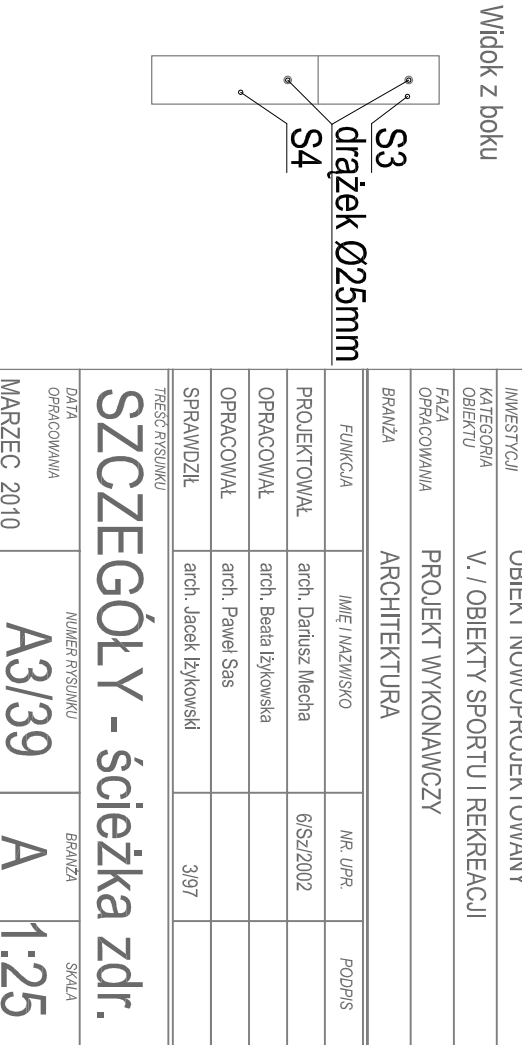 Widok z boku
S3
drążek Ø25mm
S4
INWESTYCJI
OBIEKT NOWOPROJEKTOWANY
KATEGORIA OBIEKTU
V. / OBIEKTY SPORTU I REKREACJI
FAZA OPRACOWANIA
PROJEKT WYKONAWCZY
BRANŻA
ARCHITEKTURA
FUNKCJA IMIĘ I NAZWISKO NR. UPR. PODPIS
PROJEKTOWAŁ arch. Dariusz Mecha 6/Sz/2002
OPRACOWAŁ arch. Beata Iżykowska
OPRACOWAŁ arch. Paweł Sas
SPRAWDZIŁ arch. Jacek Iżykowski 3/97
TREŚĆ RYSUNKU
SZCZEGÓŁY - ścieżka zdr.
DATA OPRACOWANIA NUMER RYSUNKU BRANŻA SKALA
MARZEC 2010 A3/39 A 1:25